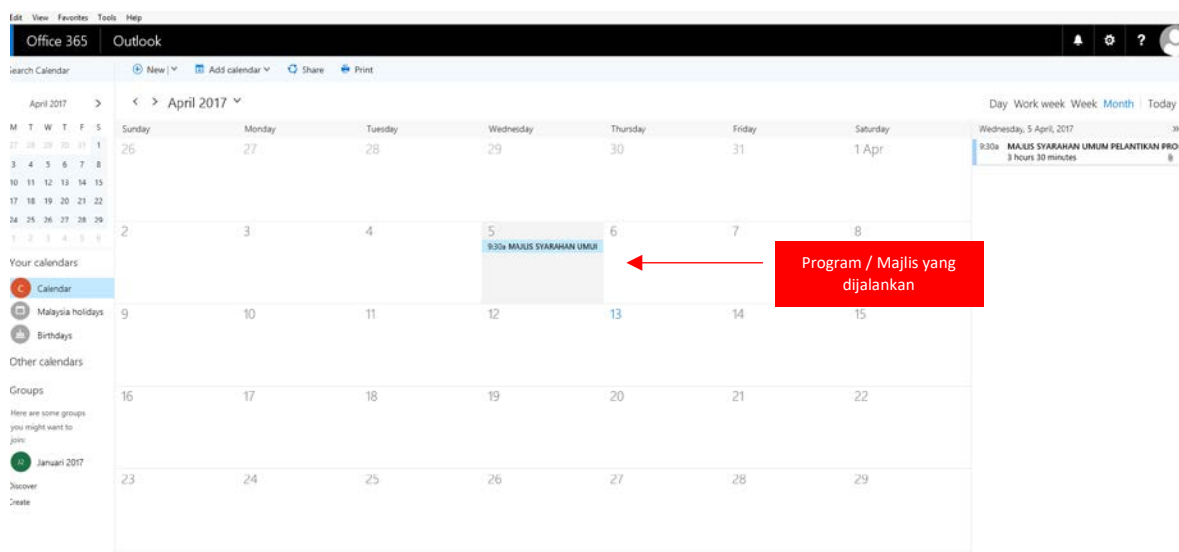 Edit View Favorites Tools Help
Office 365 Outlook ?
Search Calendar New Add calendar Share Print
April 2017 > < > April 2017 Day Work week Week Month Today
M T W T F S Sunday Monday Tuesday Wednesday Thursday Friday Saturday Wednesday, 5 April, 2017
27 28 29 30 31 1 26 27 28 29 30 31 1 Apr 9:30a MAJLIS SYARAHAN UMUM PELANTIKAN PRO
3 hours 30 minutes
3 4 5 6 7 8
10 11 12 13 14 15
17 18 19 20 21 22
24 25 26 27 28 29
1 2 3 4 5 6
2 3 4 5 6 7 8
9:30a MAJLIS SYARAHAN UMUI
Program / Majlis yang
dijalankan
Your calendars
C Calendar
Malaysia holidays
Birthdays
9 10 11 12 13 14 15
Other calendars
Groups
16 17 18 19 20 21 22
Here are some groups
you might want to
join:
J2 Januari 2017
Discover
Create
23 24 25 26 27 28 29